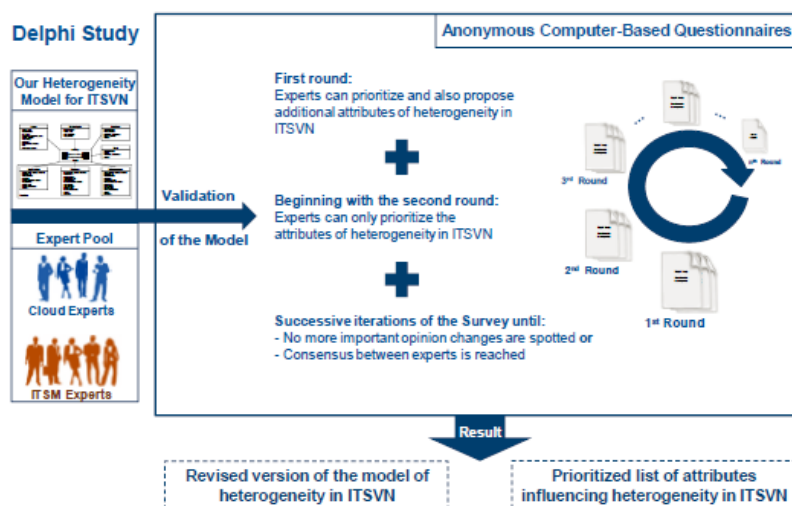 Delphi Study
Anonymous Computer-Based Questionnaires
Our Heterogeneity
Model for ITSVN
Validation
of the Model
Expert Pool
Cloud Experts
ITSM Experts
First round:
Experts can prioritize and also propose
additional attributes of heterogeneity in
ITSVN
Beginning with the second round:
Experts can only prioritize the
attributes of heterogeneity in ITSVN
Successive iterations of the Survey until:
- No more important opinion changes are spotted or
- Consensus between experts is reached
...
...
Round
3rd Round
2nd Round
1st Round
Result
Revised version of the model of
heterogeneity in ITSVN
Prioritized list of attributes
influencing heterogeneity in ITSVN